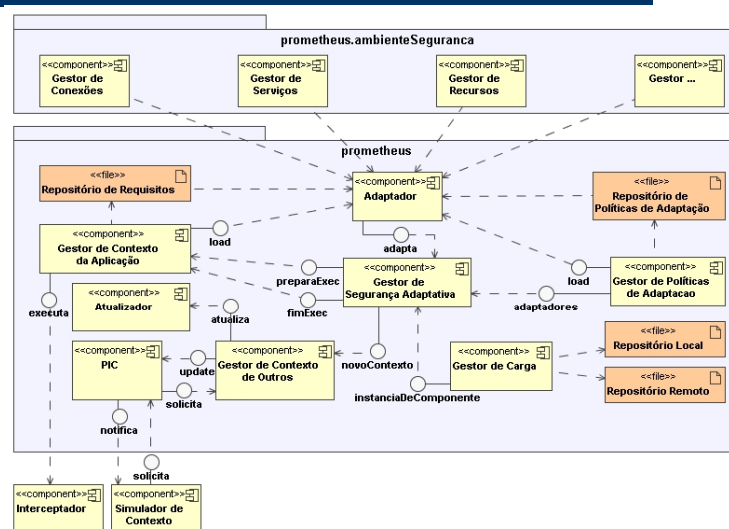 prometheus.ambienteSeguranca
<<component>>
Gestor de
Conexões
<<component>>
Gestor de
Serviços
<<component>>
Gestor de
Recursos
<<component>>
Gestor ...
prometheus
<<file>>
Repositório de Requisitos
<<component>>
Adaptador
<<file>>
Repositório de
Políticas de Adaptação
<<component>>
Gestor de Contexto
da Aplicação
load
adapta
<<component>>
Gestor de
Segurança Adaptativa
preparaExec
fimExec
load
adaptadores
<<component>>
Gestor de Políticas
de Adaptacao
executa
<<component>>
Atualizador
atualiza
<<component>>
PIC
update
solicita
<<component>>
Gestor de Contexto
de Outros
novoContexto
instanciaDeComponente
<<component>>
Gestor de Carga
<<file>>
Repositório Local
<<file>>
Repositório Remoto
notifica
solicita
<<component>>
Interceptador
<<component>>
Simulador de
Contexto